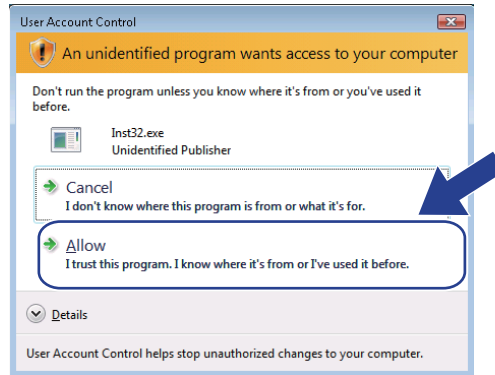 User Account Control
An unidentified program wants access to your computer
Don't run the program unless you know where it's from or you've used it
before.
Inst32.exe
Unidentified Publisher
Cancel
I don't know where this program is from or what it's for.
Allow
I trust this program. I know where it's from or I've used it before.
Details
User Account Control helps stop unauthorized changes to your computer.